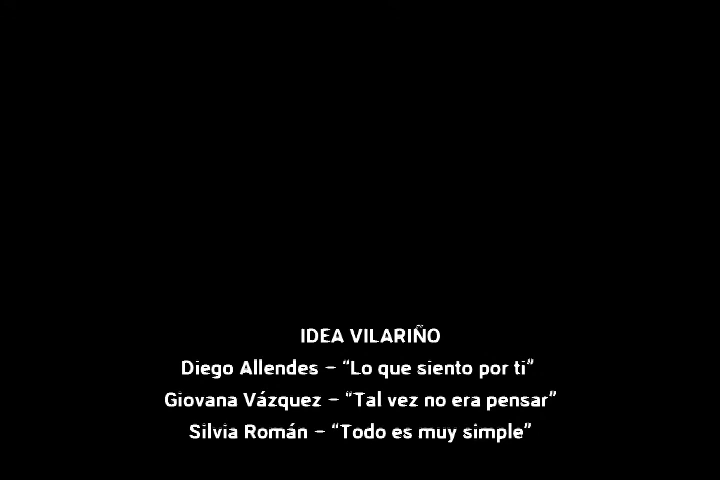 IDEA VILARIÑO
Diego Allendes – “Lo que siento por ti”
Giovana Vázquez – “Tal vez no era pensar”
Silvia Román – “Todo es muy simple”